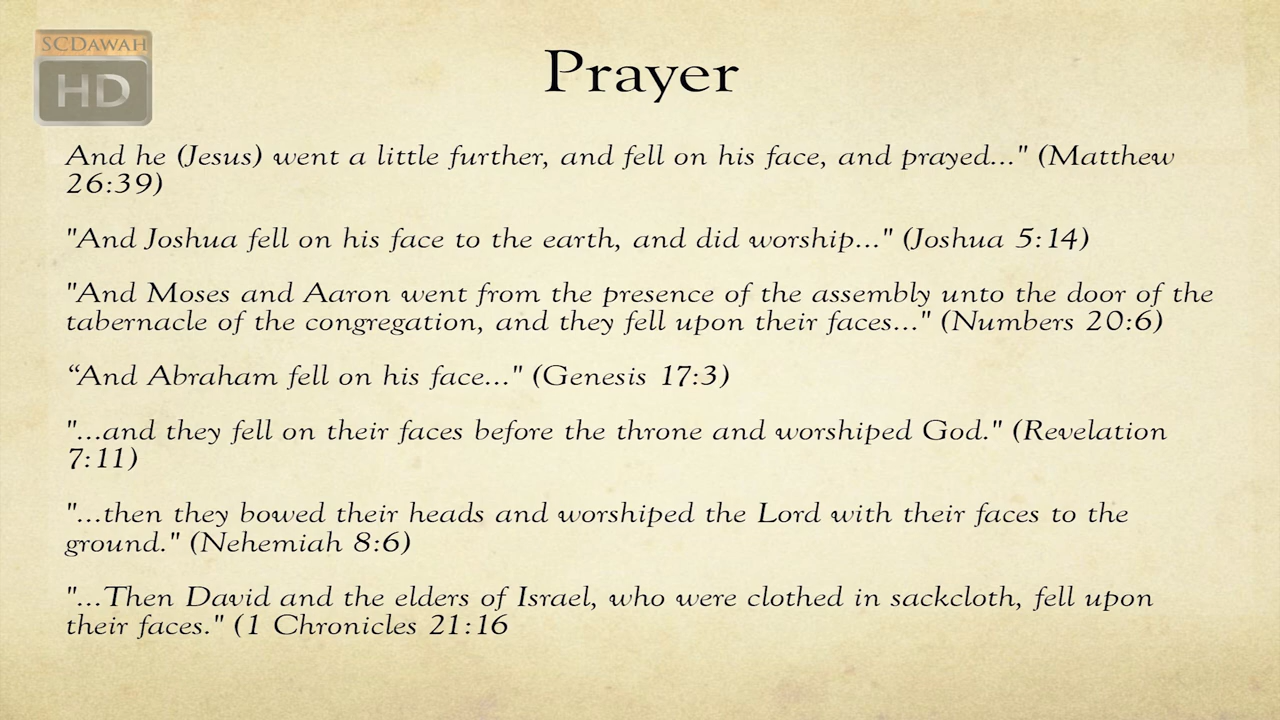 SCDAWAH
HD
Prayer
And he (Jesus) went a little further, and fell on his face, and prayed..." (Matthew
26:39)
"And Joshua fell on his face to the earth, and did worship..." (Joshua 5:14)
"And Moses and Aaron went from the presence of the assembly unto the door of the
tabernacle of the congregation, and they fell upon their faces..." (Numbers 20:6)
“And Abraham fell on his face..." (Genesis 17:3)
"...and they fell on their faces before the throne and worshiped God." (Revelation
7:11)
"...then they bowed their heads and worshiped the Lord with their faces to the
ground." (Nehemiah 8:6)
"...Then David and the elders of Israel, who were clothed in sackcloth, fell upon
their faces." (1 Chronicles 21:16